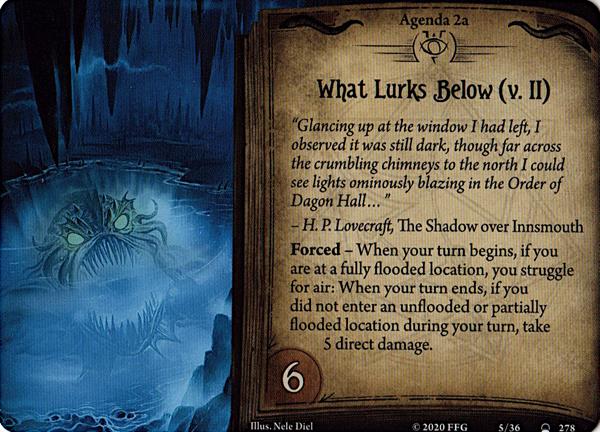 Agenda 2a
What Lurks Below (v. II)
“Glancing up at the window I had left, I
observed it was still dark, though far across
the crumbling chimneys to the north I could
see lights ominously blazing in the Order of
Dagon Hall… ”
– H. P. Lovecraft, The Shadow over Innsmouth
Forced – When your turn begins, if you
are at a fully flooded location, you struggle
for air: When your turn ends, if you
did not enter an unflooded or partially
flooded location during your turn, take
5 direct damage.
6
Illus. Nele Diel © 2020 FFG 5/36 278